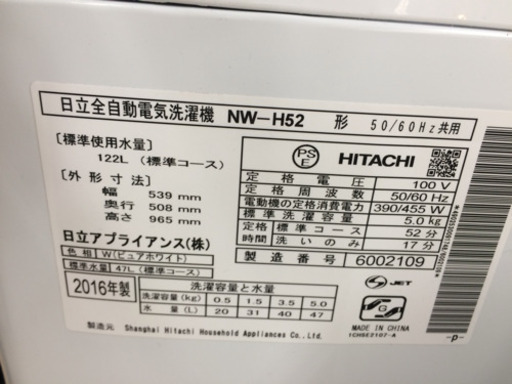 日立全自動電気洗濯機 NW-H52 形 50/60Hz共用
〔標準使用水量〕
122L (標準コース)
〔外形寸法〕
幅 539 mm
奥行 508 mm
高さ 965 mm
日立アプライアンス(株)
色相 W(ピュアホワイト)
標準水量 47L(標準コース)
PS
E
HITACHI
定格電圧 100 V
定格周波数 50/60 Hz
電動機の定格消費電力 390/455 W
標準洗濯容量 5.0 kg
定格 標準コース 52 分
時間 洗いのみ 17 分
製造番号 6002109
2016年製
洗濯容量と水量
洗濯容量(kg) 0.5 1.5 3.5 5.0
水量(L) 20 31 40 47
JET
MADE IN CHINA
1CHSE2107-A
製造元 Shanghai Hitachi Household Appliances Co., Ltd.
-P-